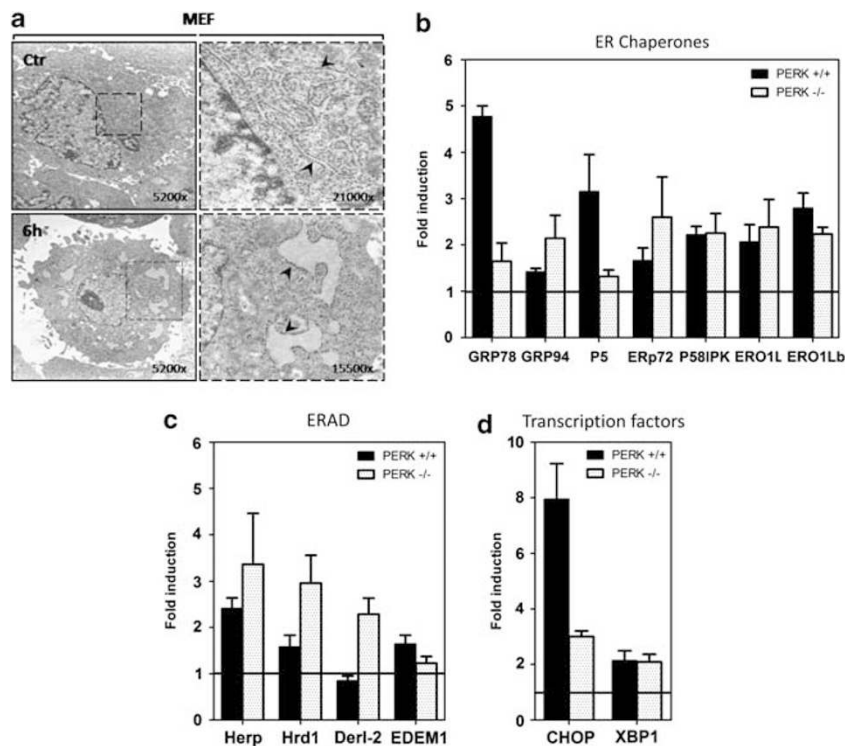 a
MEF
Ctr
5200x
21000x
6h
5200x
15500x
b
ER Chaperones
PERK +/+
PERK -/-
Fold induction
6
5
4
3
2
1
0
GRP78 GRP94 P5 ERp72 P58IPK ERO1L ERO1Lb
c
ERAD
PERK +/+
PERK -/-
Fold induction
6
5
4
3
2
1
0
Herp Hrd1 Derl-2 EDEM1
d
Transcription factors
PERK +/+
PERK -/-
Fold induction
10
8
6
4
2
0
CHOP XBP1